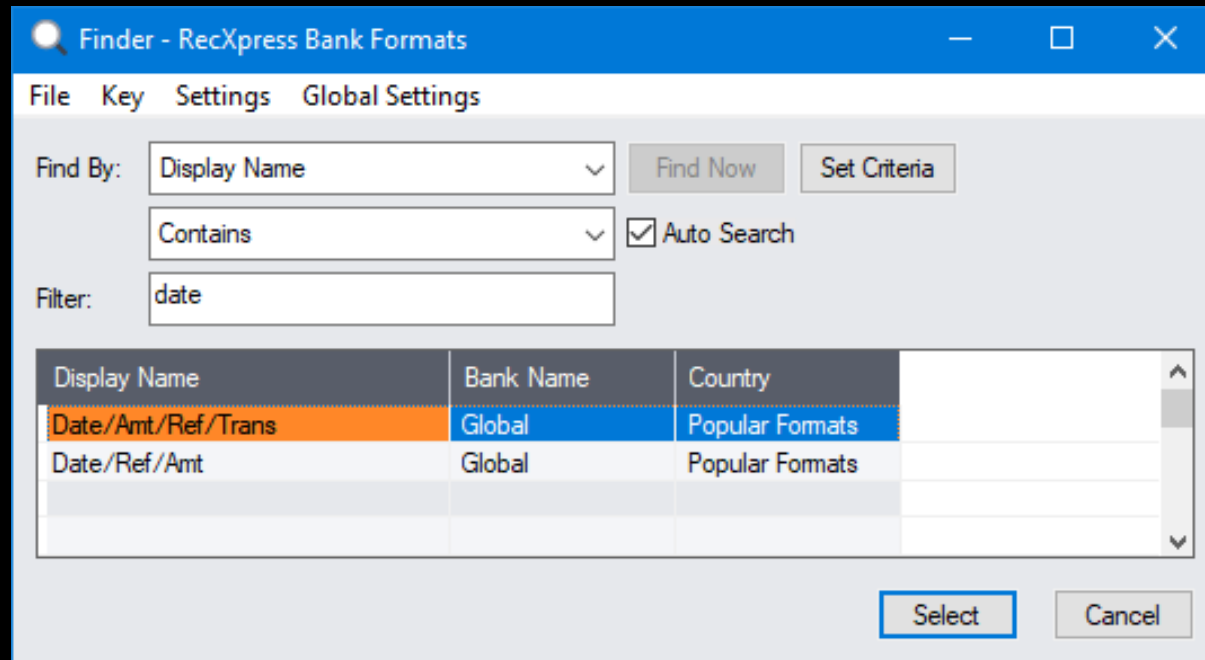 Finder - RecXpress Bank Formats
File Key Settings Global Settings
Find By: Display Name Find Now Set Criteria
Contains Auto Search
Filter: date
Display Name Bank Name Country
Date/Amt/Ref/Trans Global Popular Formats
Date/Ref/Amt Global Popular Formats
Select Cancel